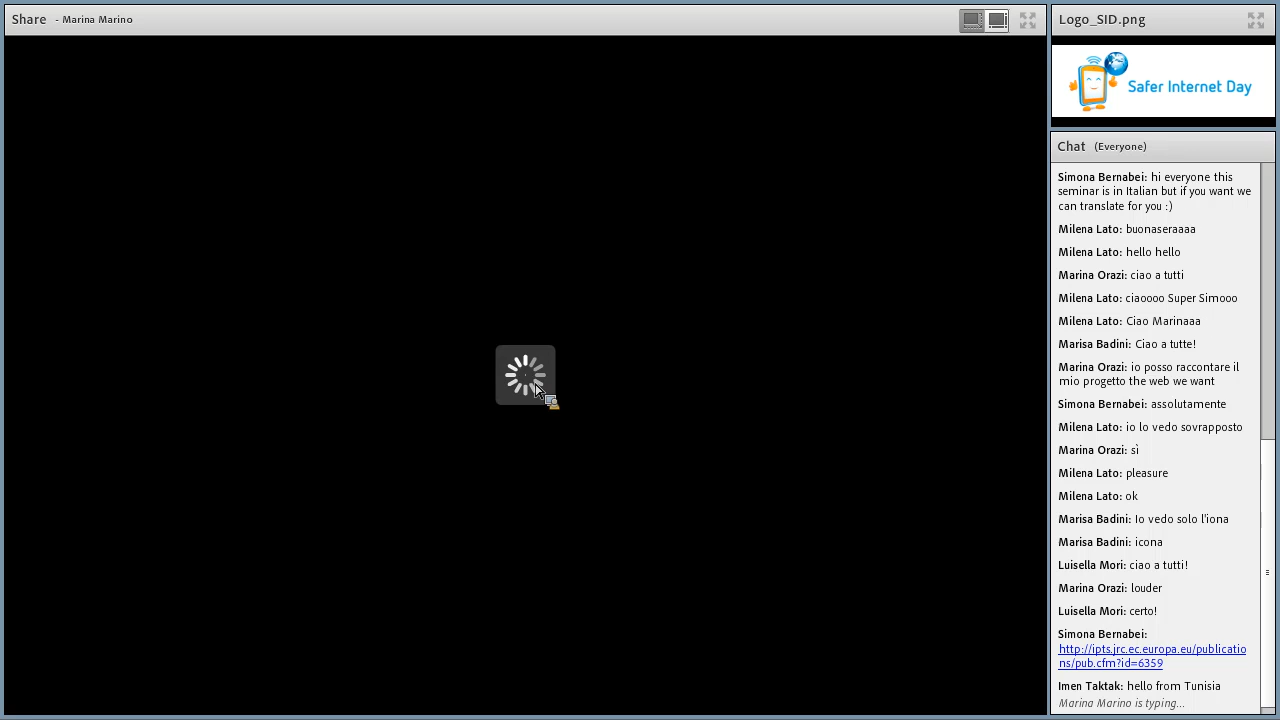 Share - Marina Marino
Logo_SID.png
Safer Internet Day
Chat (Everyone)
Simona Bernabei: hi everyone this
seminar is in Italian but if you want we
can translate for you :)
Milena Lato: buonaseraaaa
Milena Lato: hello hello
Marina Orazi: ciao a tutti
Milena Lato: ciaoooo Super Simooo
Milena Lato: Ciao Marinaaa
Marisa Badini: Ciao a tutte!
Marina Orazi: io posso raccontare il
mio progetto the web we want
Simona Bernabei: assolutamente
Milena Lato: io lo vedo sovrapposto
Marina Orazi: sì
Milena Lato: pleasure
Milena Lato: ok
Marisa Badini: Io vedo solo l'iona
Marisa Badini: icona
Luisella Mori: ciao a tutti!
Marina Orazi: louder
Luisella Mori: certo!
Simona Bernabei:
http://ipts.jrc.ec.europa.eu/publicatio
ns/pub.cfm?id=6359
Imen Taktak: hello from Tunisia
Marina Marino is typing...